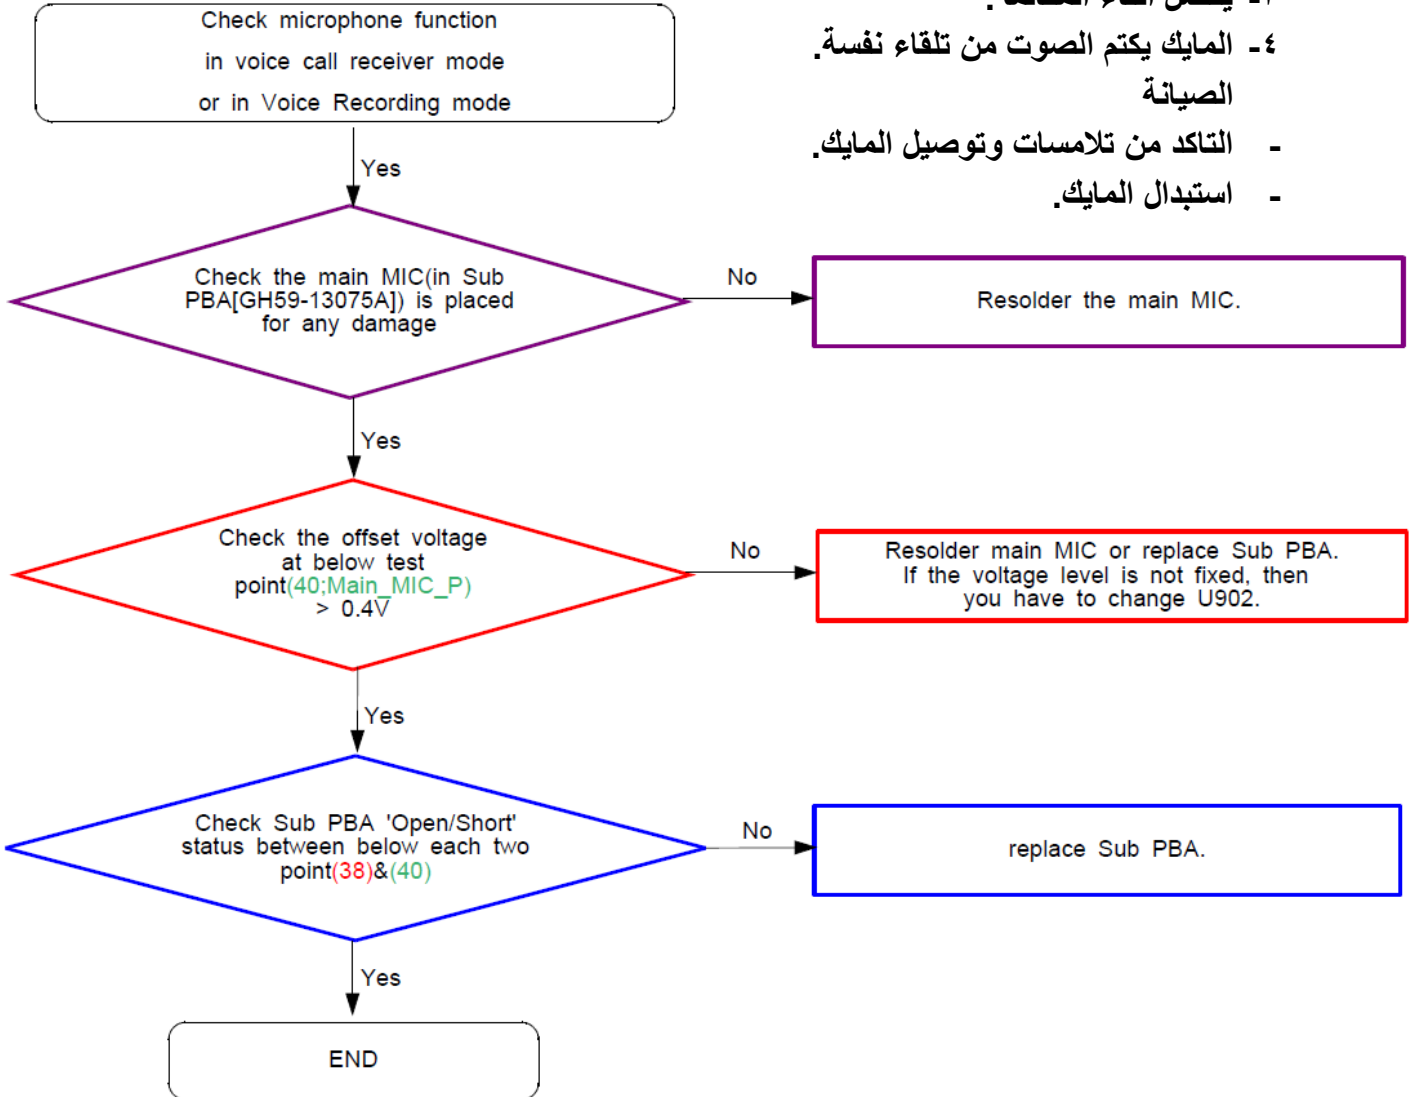 Check microphone function
in voice call receiver mode
or in Voice Recording mode
٤- المايك يكتم الصوت من تلقاء نفسة.
الصيانة
- التاكد من تلامسات وتوصيل المايك.
- استبدال المايك.
Yes
Check the main MIC(in Sub
PBA[GH59-13075A]) is placed
for any damage
No
Resolder the main MIC.
Yes
Check the offset voltage
at below test
point(40;Main_MIC_P)
> 0.4V
No
Resolder main MIC or replace Sub PBA.
If the voltage level is not fixed, then
you have to change U902.
Yes
Check Sub PBA 'Open/Short'
status between below each two
point(38)&(40)
No
replace Sub PBA.
Yes
END